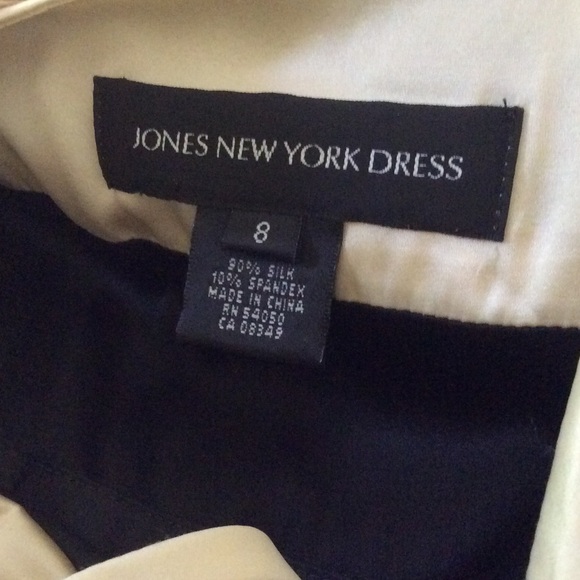 JONES NEW YORK DRESS
8
90% SILK
10% SPANDEX
MADE IN CHINA
RN 54050
CA 08349